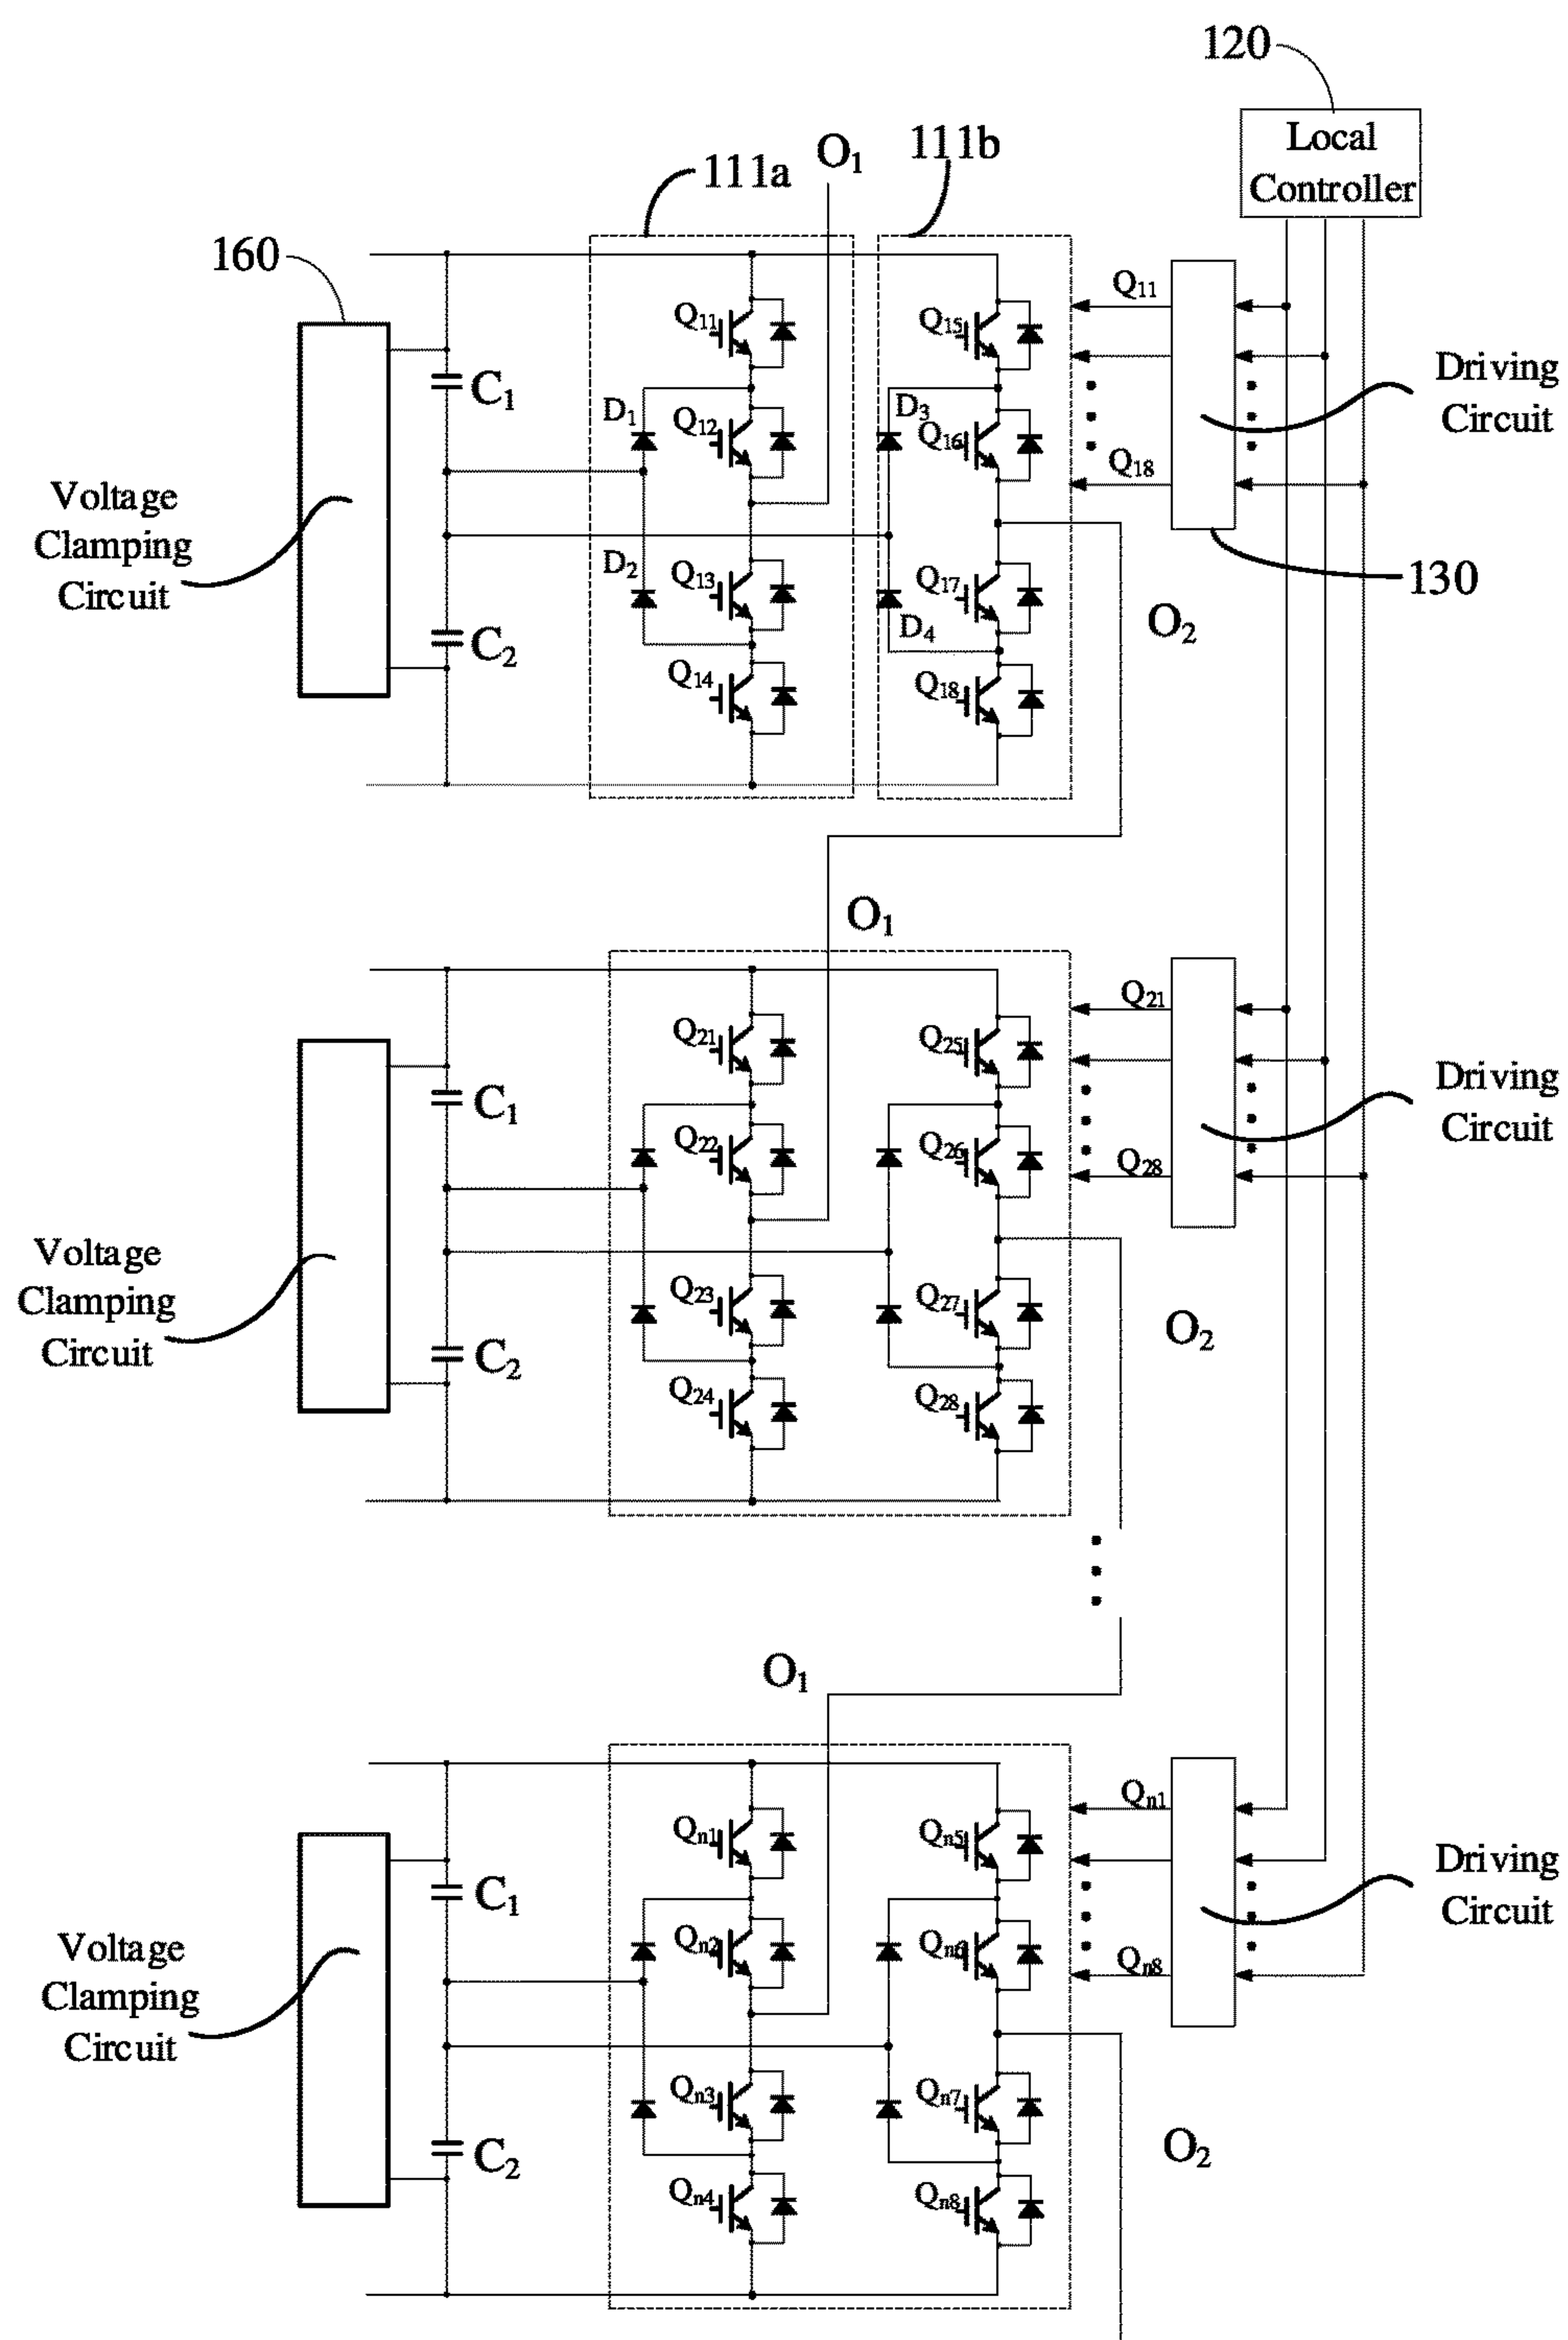 120
Local
Controller
111a
O1
111b
160
Q11
Q15
Q11
Driving
Circuit
C1
D1
Q12
D3
Q16
Q18
Voltage
Clamping
Circuit
D2
Q13
Q17
130
C2
D4
O2
Q14
Q18
O1
Q21
Q25
Q21
Driving
Circuit
C1
Q22
Q26
Q28
Voltage
Clamping
Circuit
Q23
Q27
O2
C2
Q24
Q28
O1
Qn1
Qn5
Qn1
Driving
Circuit
C1
Qn2
Qn6
Qn8
Voltage
Clamping
Circuit
Qn3
Qn7
O2
C2
Qn4
Qn8